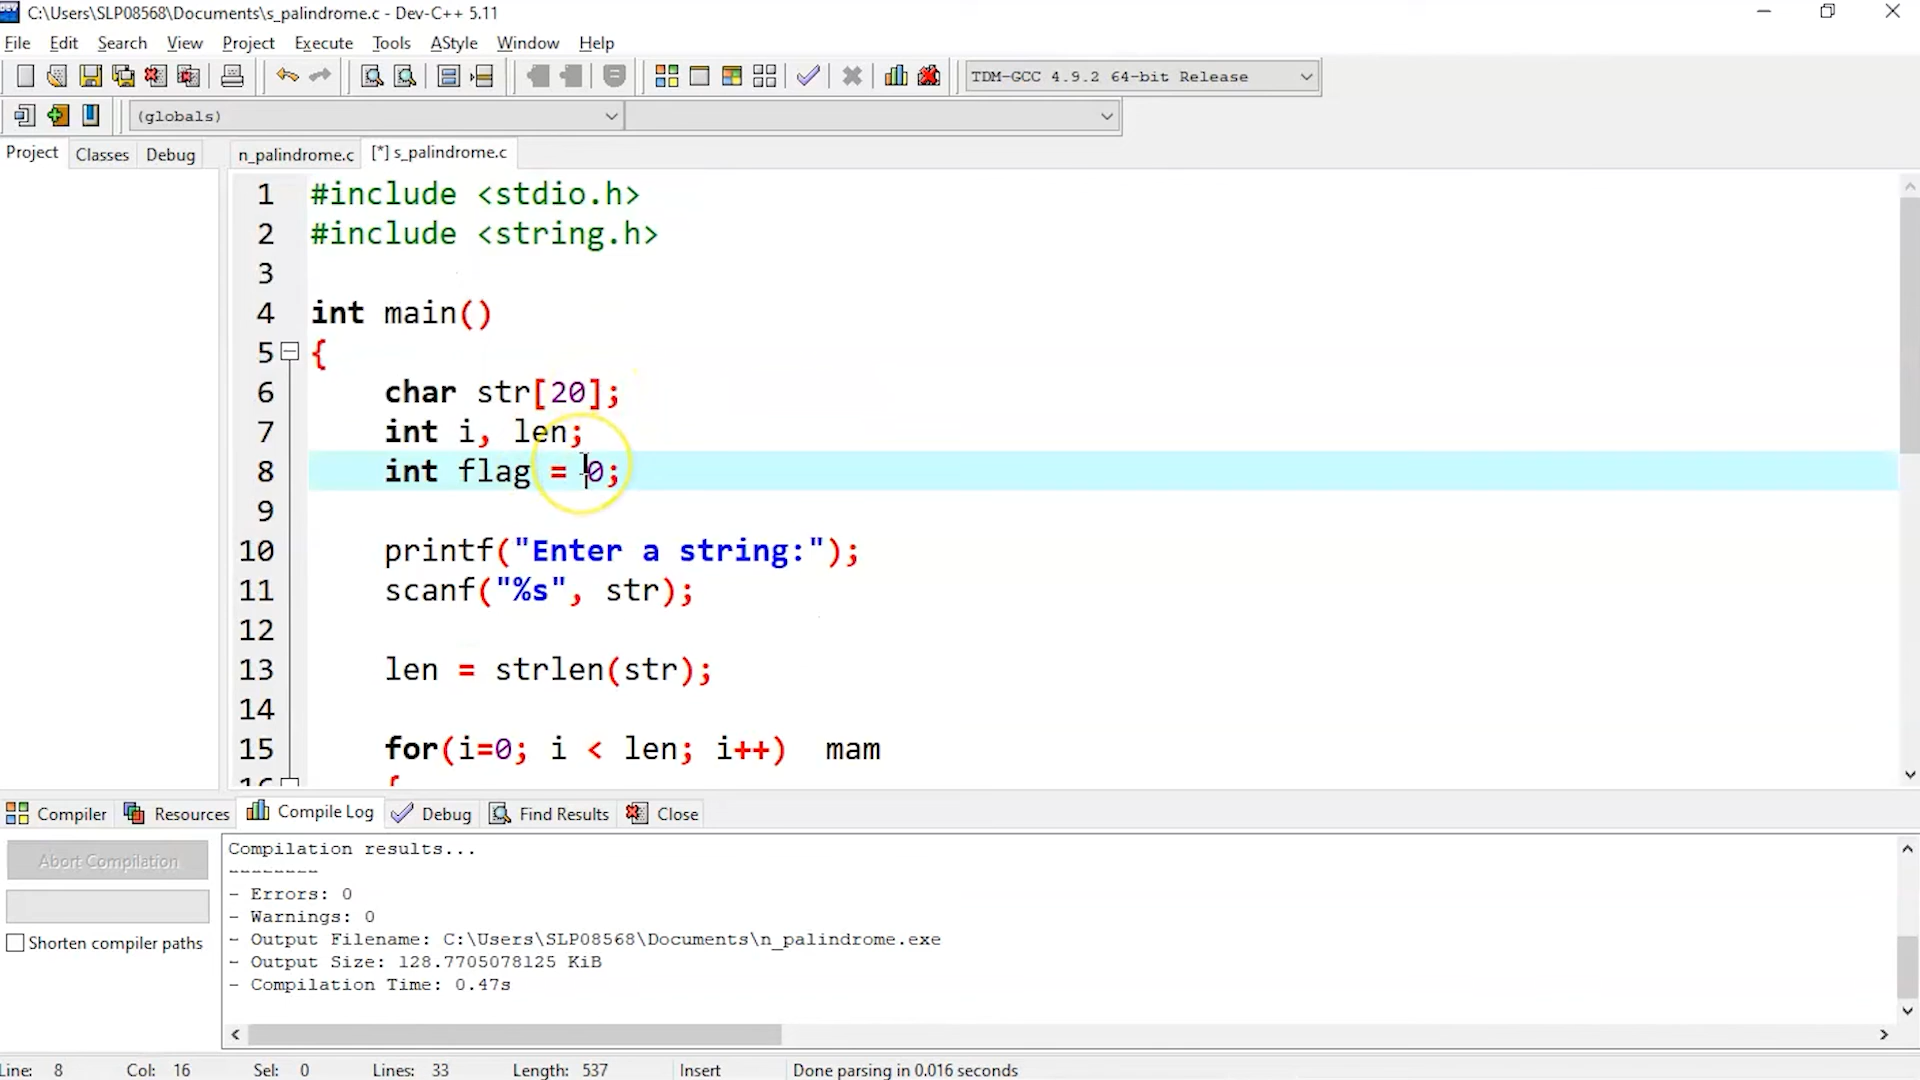 C:\Users\SLP08568\Documents\s_palindrome.c - Dev-C++ 5.11
File Edit Search View Project Execute Tools AStyle Window Help
TDM-GCC 4.9.2 64-bit Release
(globals)
Project Classes Debug n_palindrome.c [*] s_palindrome.c
1 #include <stdio.h>
2 #include <string.h>
3
4 int main()
5 {
6 char str[20];
7 int i, len;
8 int flag = 0;
9
10 printf("Enter a string:");
11 scanf("%s", str);
12
13 len = strlen(str);
14
15 for(i=0; i < len; i++) mam
16 {
Compiler Resources Compile Log Debug Find Results Close
Abort Compilation
Shorten compiler paths
Compilation results...
--------
- Errors: 0
- Warnings: 0
- Output Filename: C:\Users\SLP08568\Documents\n_palindrome.exe
- Output Size: 128.7705078125 KiB
- Compilation Time: 0.47s
Line: 8 Col: 16 Sel: 0 Lines: 33 Length: 537 Insert Done parsing in 0.016 seconds